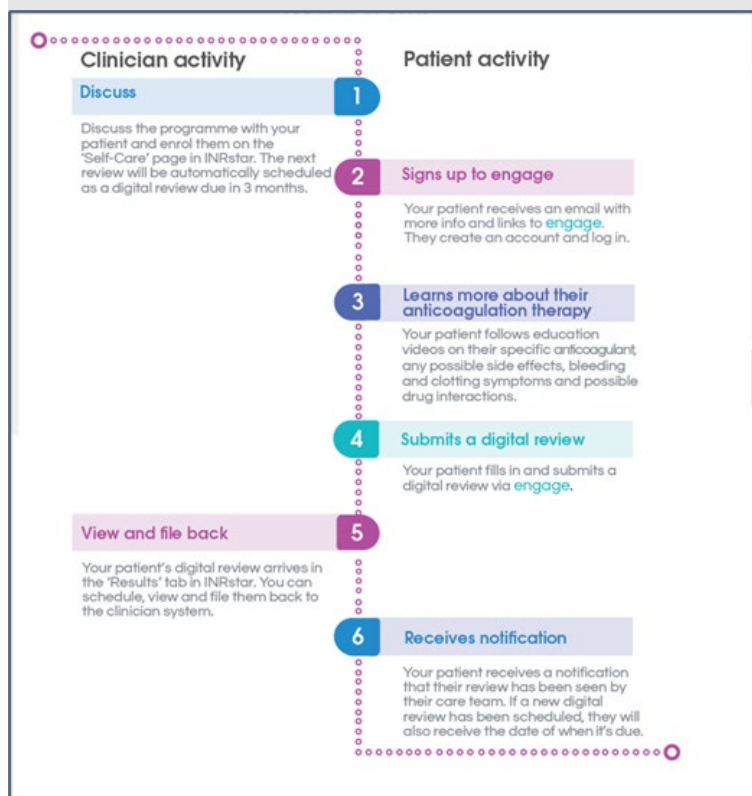 Clinician activity
Patient activity
Discuss
1
Discuss the programme with your
patient and enrol them on the
'Self-Care' page in INRstar. The next
review will be automatically scheduled
as a digital review due in 3 months.
2
Signs up to engage
Your patient receives an email with
more info and links to engage.
They create an account and log in.
3
Learns more about their
anticoagulation therapy
Your patient follows education
videos on their specific anticoagulant,
any possible side effects, bleeding
and clotting symptoms and possible
drug interactions.
4
Submits a digital review
Your patient fills in and submits a
digital review via engage.
View and file back
5
Your patient's digital review arrives in
the 'Results' tab in INRstar. You can
schedule, view and file them back to
the clinician system.
6
Receives notification
Your patient receives a notification
that their review has been seen by
their care team. If a new digital
review has been scheduled, they will
also receive the date of when it's due.